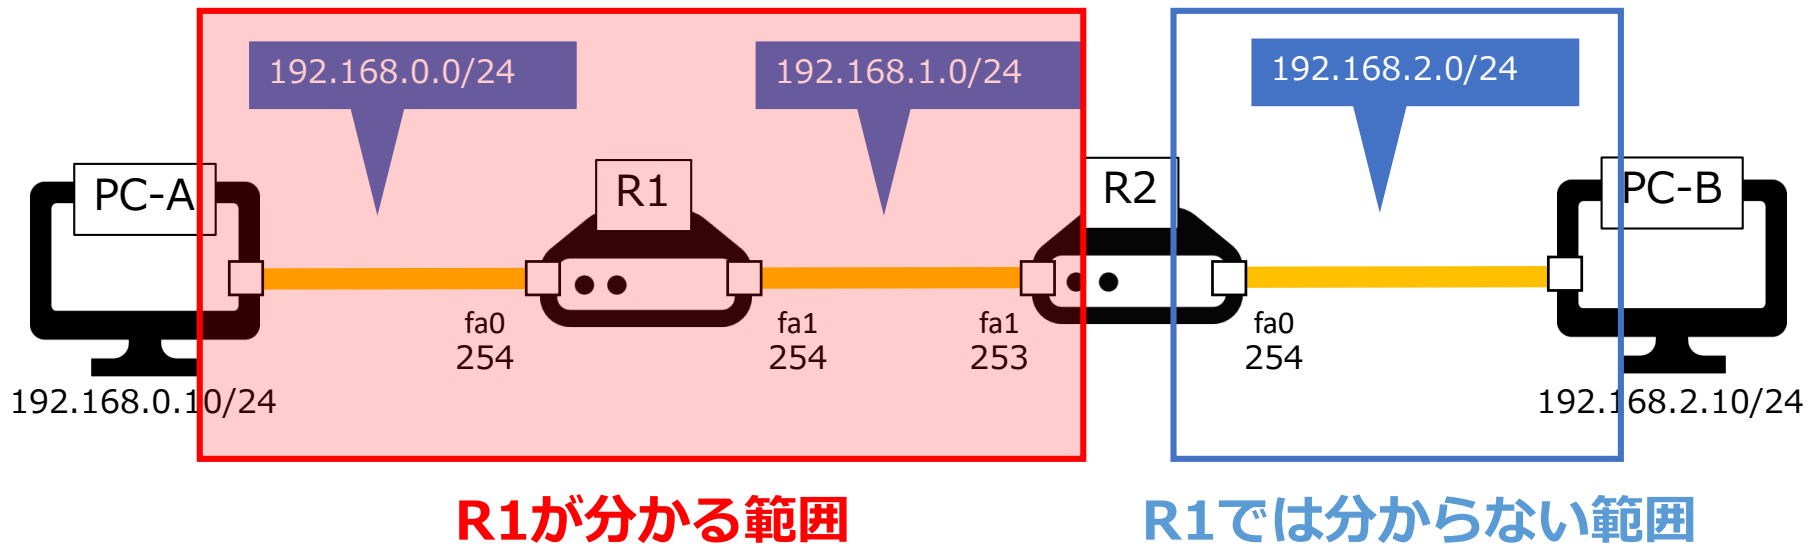 192.168.0.0/24
192.168.1.0/24
192.168.2.0/24
PC-A
R1
R2
PC-B
fa0
254
fa1
254
fa1
253
fa0
254
192.168.0.10/24
192.168.2.10/24
R1が分かる範囲
R1では分からない範囲